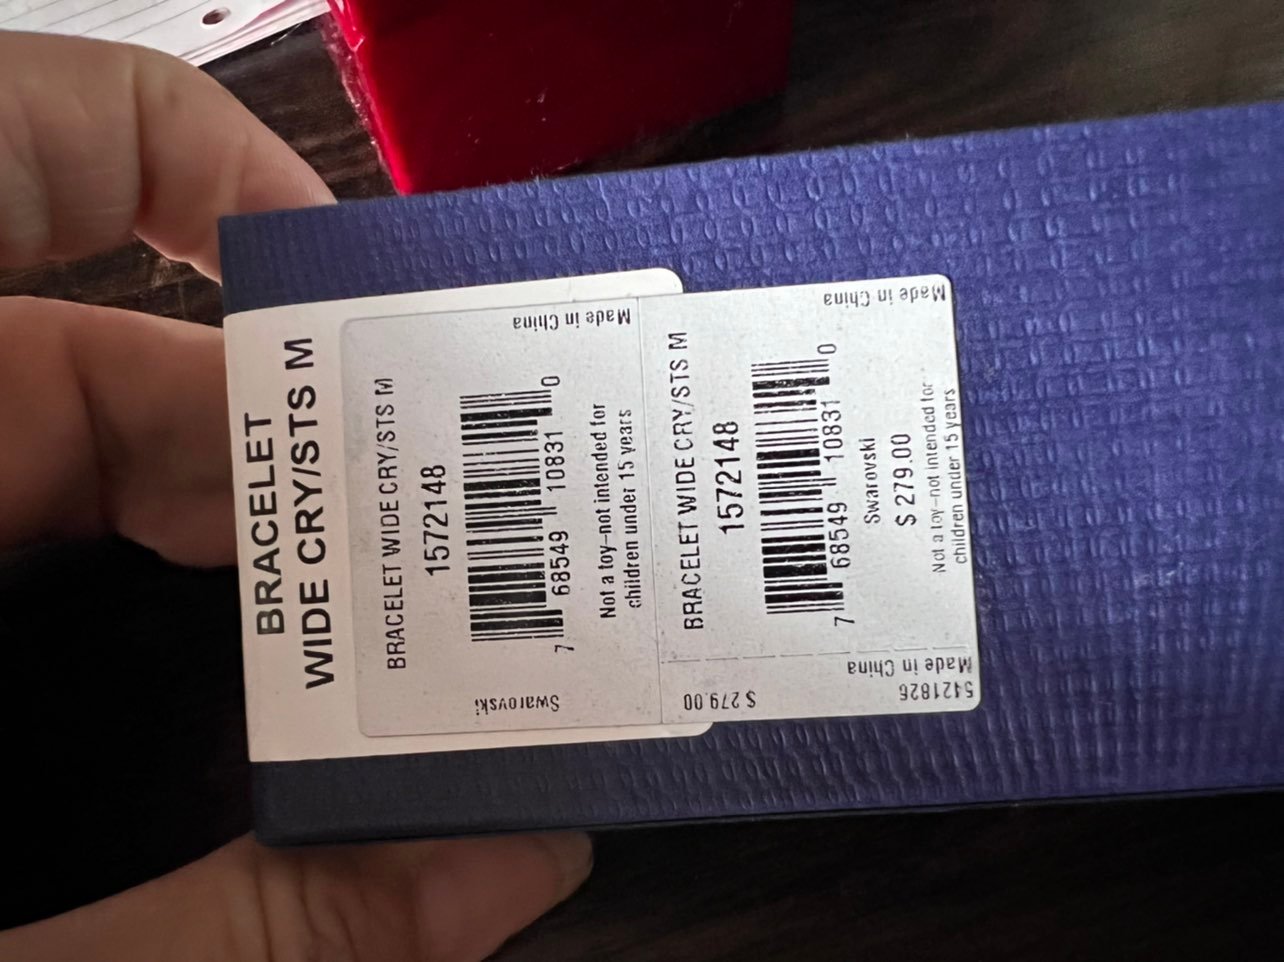 BRACELET
WIDE CRY/STS M
BRACELET WIDE CRY/STS M
1572148
7 68549 10831 0
Not a toy-not intended for
children under 15 years
Made in China
Swarovski
BRACELET WIDE CRY/STS M
1572148
7 68549 10831 0
Swarovski
$ 279.00
Not a toy-not intended for
children under 15 years
Made in China
$ 279.00
5421826
Made in China